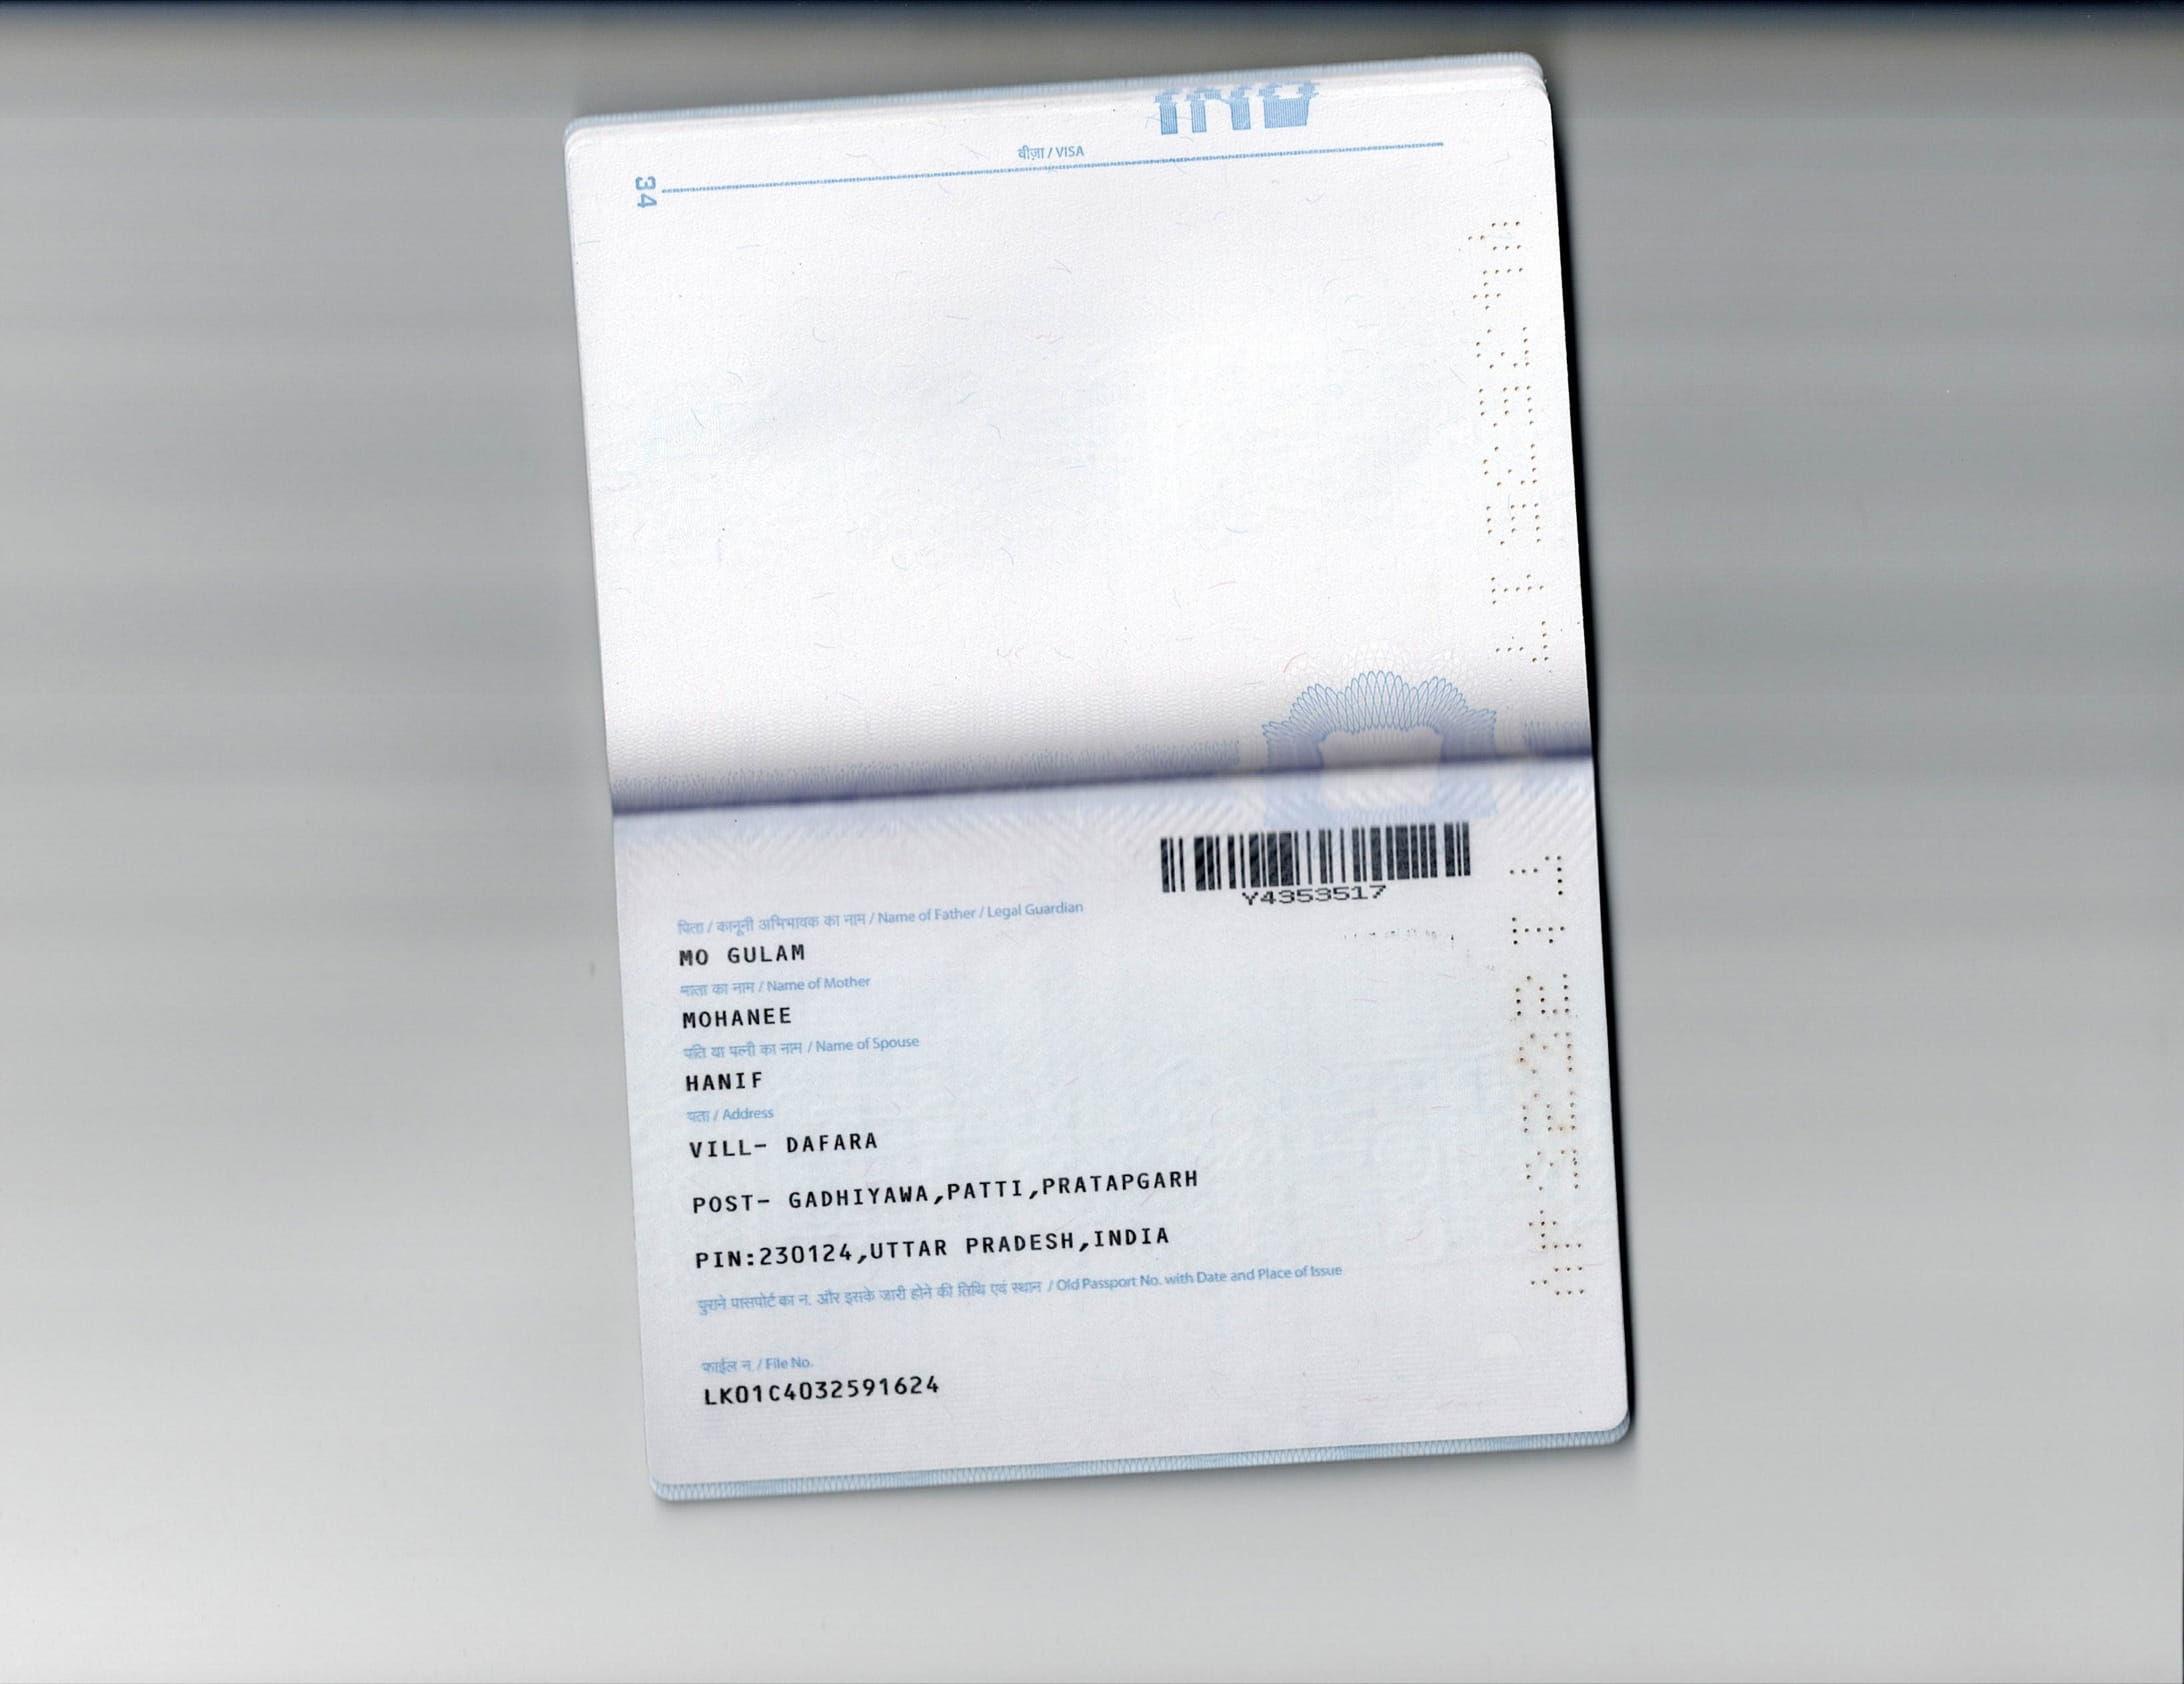 IND
वीज़ा / VISA
34
Y4353517
पिता / कानूनी अभिभावक का नाम / Name of Father / Legal Guardian
MO GULAM
माता का नाम / Name of Mother
MOHANEE
पति या पत्नी का नाम / Name of Spouse
HANIF
पता / Address
VILL- DAFARA
POST- GADHIYAWA,PATTI,PRATAPGARH
PIN:230124,UTTAR PRADESH,INDIA
पुराने पासपोर्ट का न. और इसके जारी होने की तिथि एवं स्थान / Old Passport No. with Date and Place of Issue
फाईल न. / File No.
LK01C4032591624